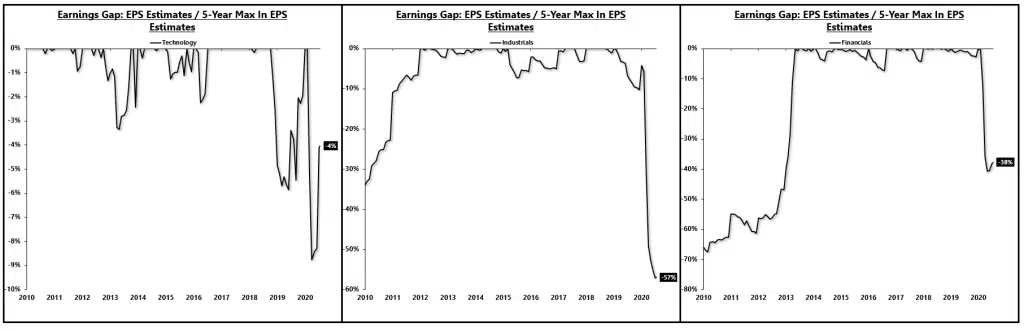 Earnings Gap: EPS Estimates / 5-Year Max In EPS
Estimates
Technology
0%
-1%
-2%
-3%
-4%
-5%
-6%
-7%
-8%
-9%
-10%
-4%
2010 2011 2012 2013 2014 2015 2016 2017 2018 2019 2020
Earnings Gap: EPS Estimates / 5-Year Max In EPS
Estimates
Industrials
0%
-10%
-20%
-30%
-40%
-50%
-60%
-57%
2010 2011 2012 2013 2014 2015 2016 2017 2018 2019 2020
Earnings Gap: EPS Estimates / 5-Year Max In EPS
Estimates
Financials
0%
-10%
-20%
-30%
-40%
-50%
-60%
-70%
-80%
-38%
2010 2011 2012 2013 2014 2015 2016 2017 2018 2019 2020